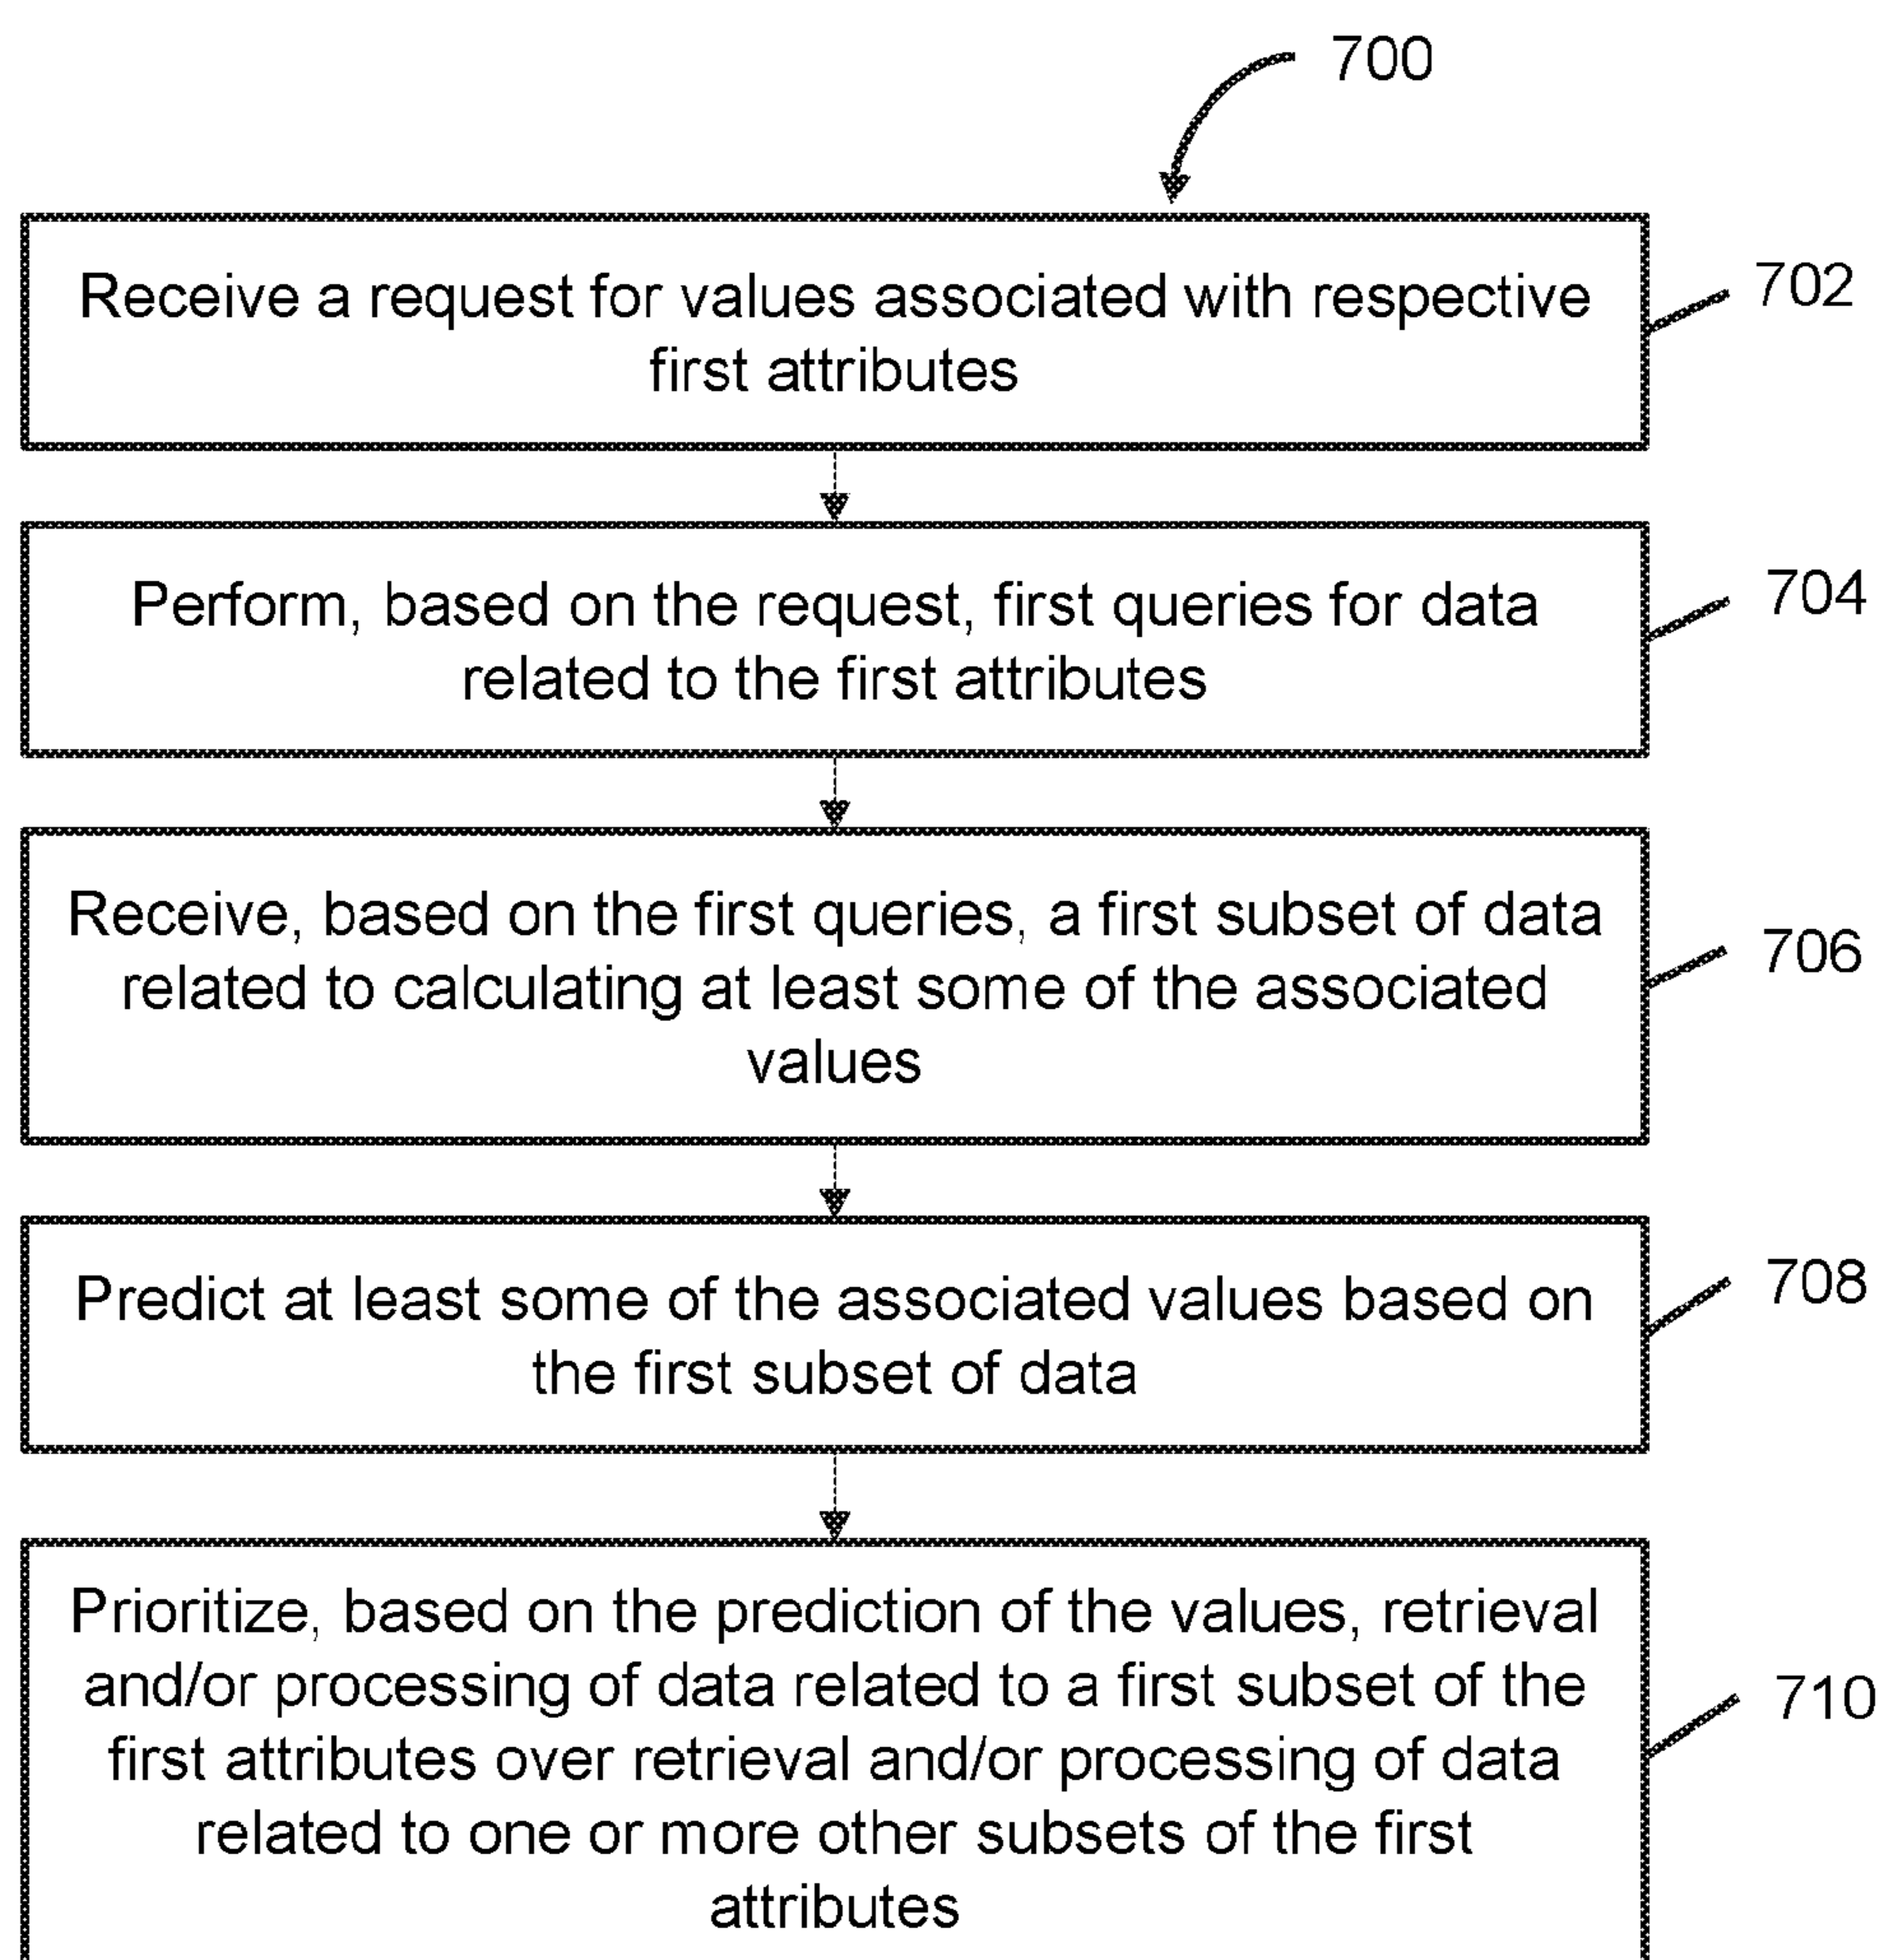 700
Receive a request for values associated with respective
first attributes
702
Perform, based on the request, first queries for data
related to the first attributes
704
Receive, based on the first queries, a first subset of data
related to calculating at least some of the associated
values
706
Predict at least some of the associated values based on
the first subset of data
708
Prioritize, based on the prediction of the values, retrieval
and/or processing of data related to a first subset of the
first attributes over retrieval and/or processing of data
related to one or more other subsets of the first
attributes
710